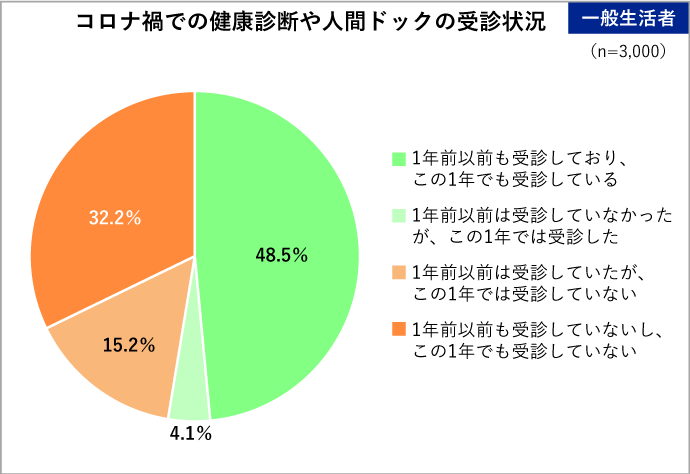 コロナ禍での健康診断や人間ドックの受診状況
一般生活者
(n=3,000)
1年前以前も受診しており、
この1年でも受診している
1年前以前は受診していなかった
が、この1年では受診した
1年前以前は受診していたが、
この1年では受診していない
1年前以前も受診していないし、
この1年でも受診していない
48.5%
4.1%
15.2%
32.2%